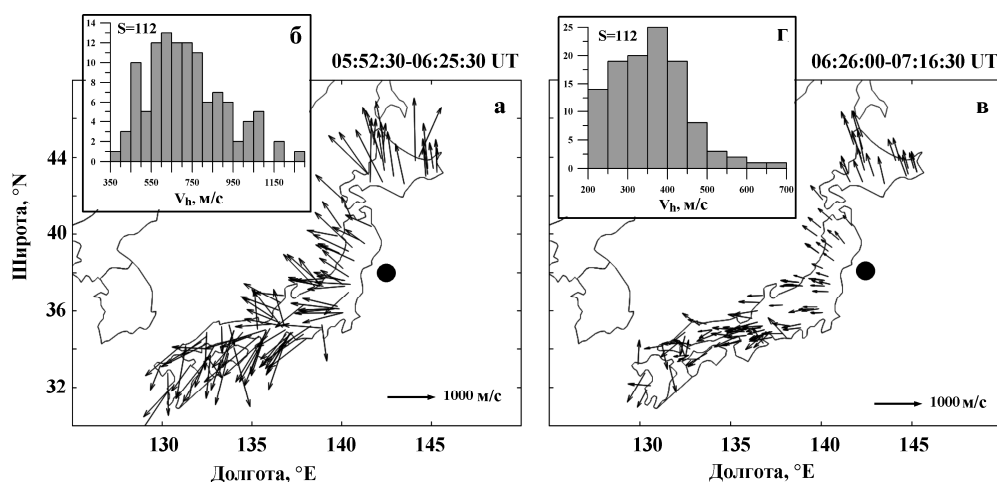 S=112
б
14
12
10
8
6
4
2
0
350 550 750 950 1150
Vh, м/с
05:52:30-06:25:30 UT
а
S=112
г
25
20
15
10
5
0
200 300 400 500 600 700
Vh, м/с
06:26:00-07:16:30 UT
в
Широта, °N
44
40
36
32
1000 м/с
1000 м/с
130 135 140 145
130 135 140 145
Долгота, °E
Долгота, °E